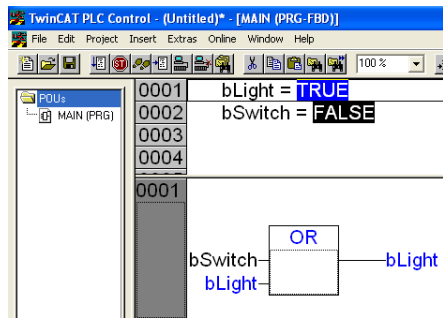 TwinCAT PLC Control - (Untitled)* - [MAIN (PRG-FBD)]
File Edit Project Insert Extras Online Window Help
100 %
POUs
MAIN (PRG)
0001 bLight = TRUE
0002 bSwitch = FALSE
0003
0004
0001
OR
bSwitch bLight
bLight